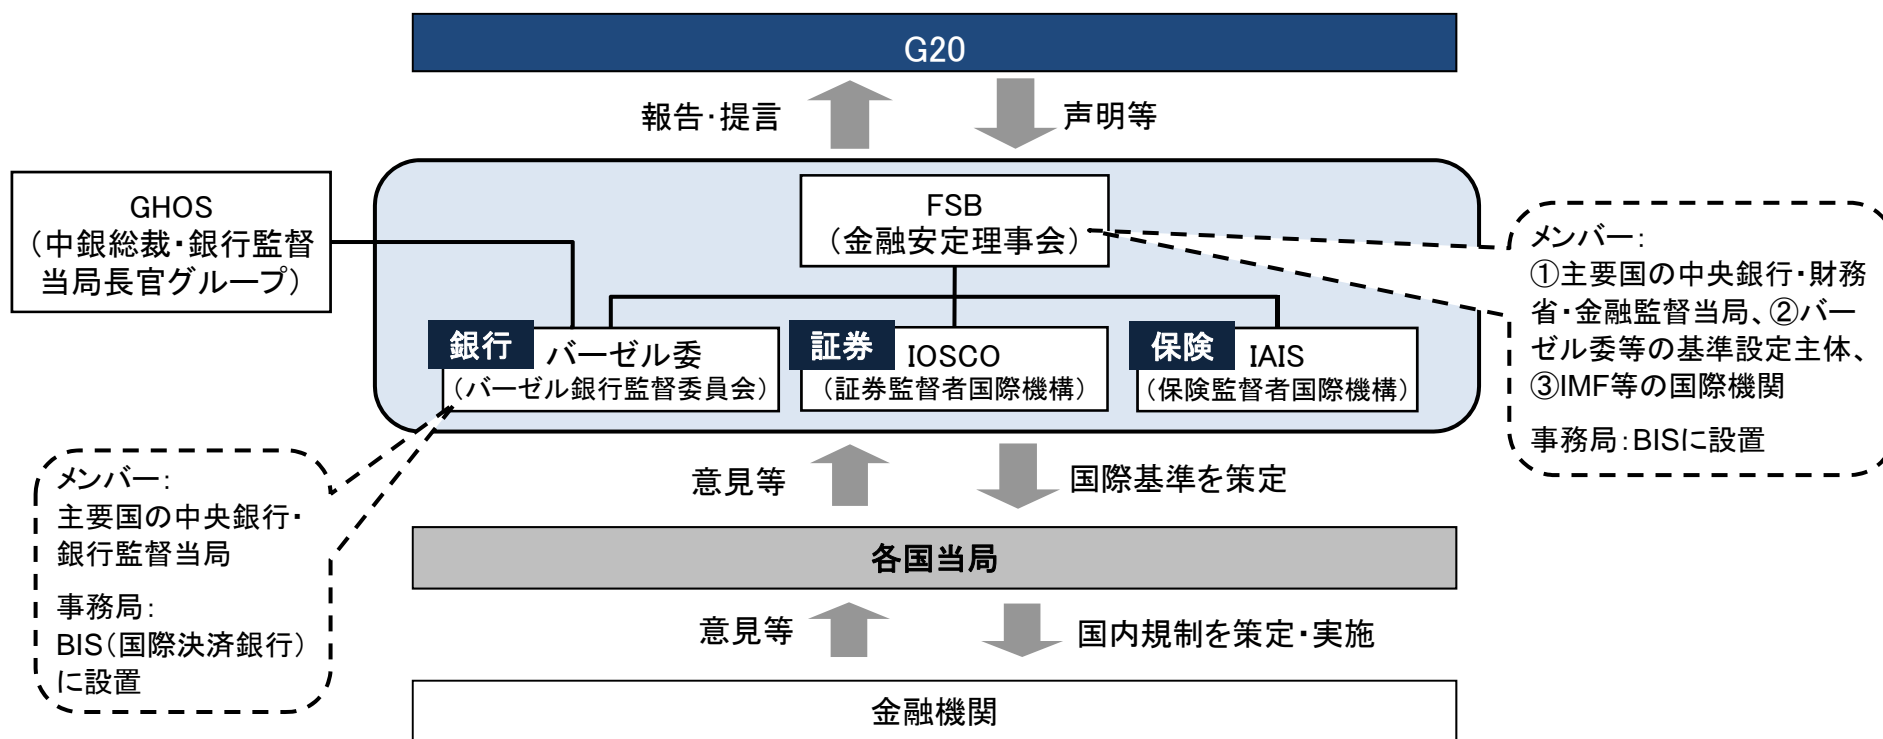 G20
報告・提言
声明等
GHOS
（中銀総裁・銀行監督
当局長官グループ）
FSB
（金融安定理事会）
メンバー：
①主要国の中央銀行・財務
省・金融監督当局、②バー
ゼル委等の基準設定主体、
③IMF等の国際機関
事務局：BISに設置
銀行
バーゼル委
（バーゼル銀行監督委員会）
証券
IOSCO
（証券監督者国際機構）
保険
IAIS
（保険監督者国際機構）
メンバー：
主要国の中央銀行・
銀行監督当局
事務局：
BIS（国際決済銀行）
に設置
意見等
国際基準を策定
各国当局
意見等
国内規制を策定・実施
金融機関